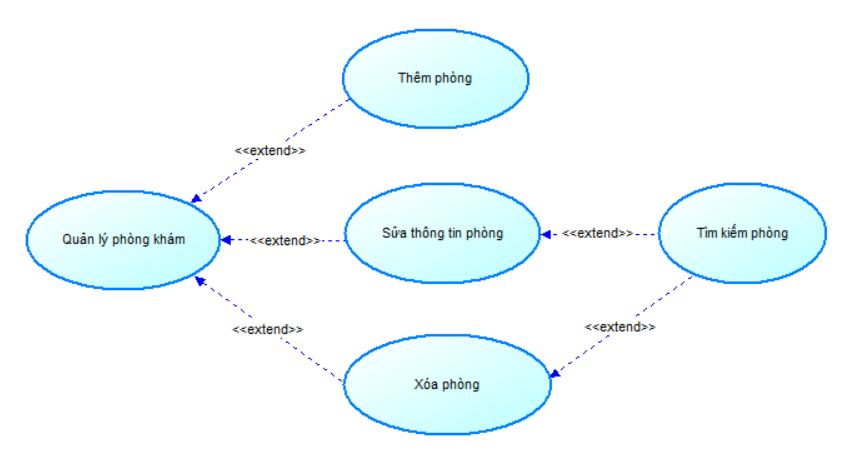 Thêm phòng
<<extend>>
Quản lý phòng khám
<<extend>>
Sửa thông tin phòng
<<extend>>
Tìm kiếm phòng
<<extend>>
<<extend>>
Xóa phòng